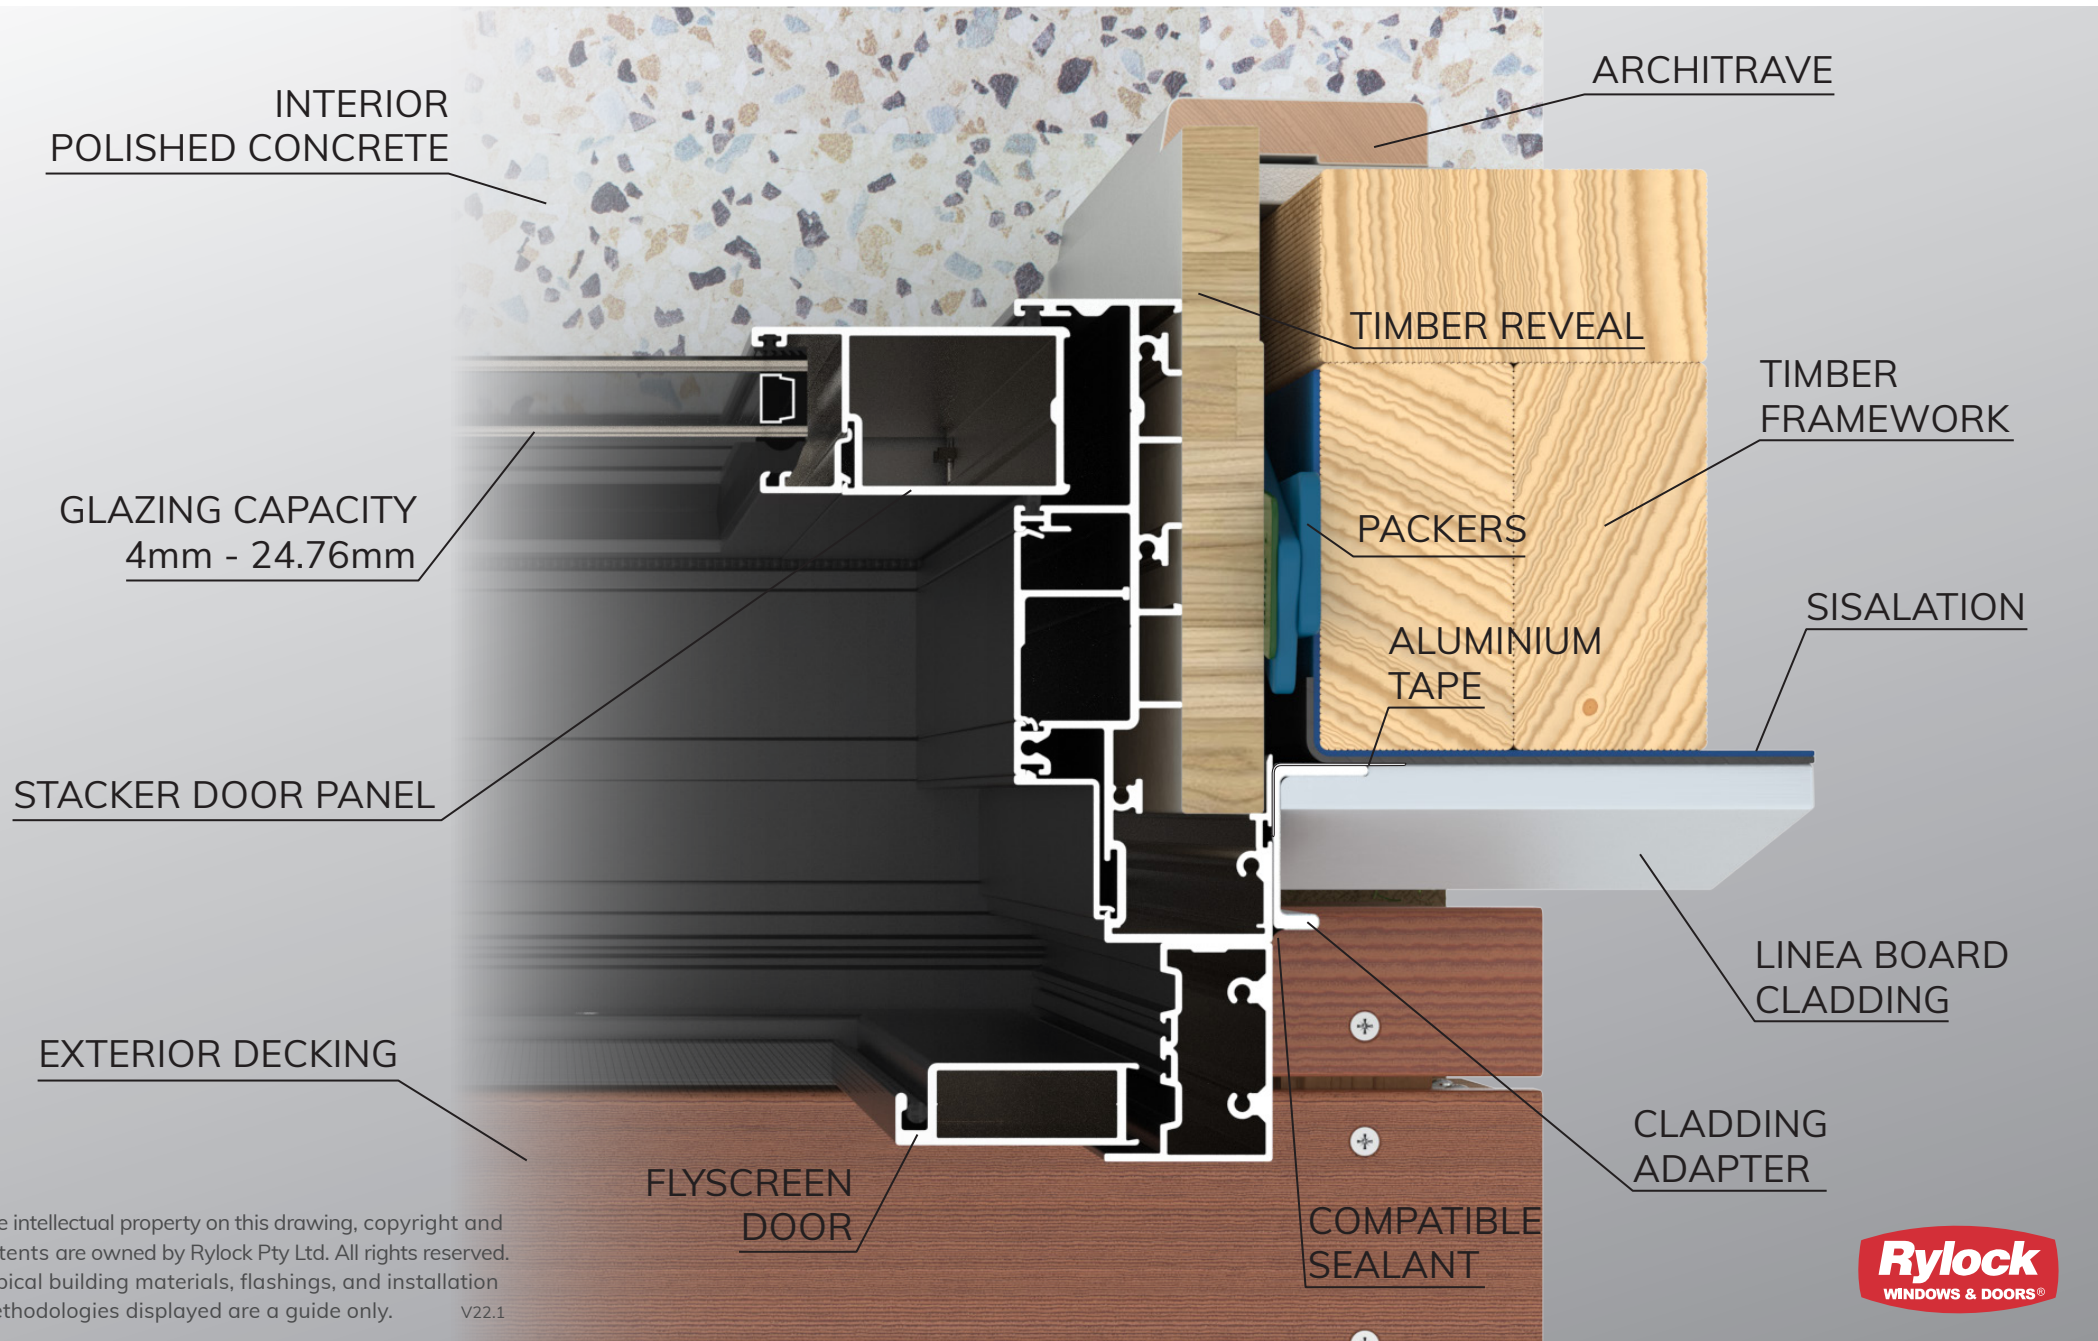 ARCHITRAVE
INTERIOR
POLISHED CONCRETE
TIMBER REVEAL
TIMBER
FRAMEWORK
GLAZING CAPACITY
4mm - 24.76mm
PACKERS
SISALATION
ALUMINIUM
TAPE
STACKER DOOR PANEL
LINEA BOARD
CLADDING
EXTERIOR DECKING
CLADDING
ADAPTER
FLYSCREEN
DOOR
COMPATIBLE
SEALANT
e intellectual property on this drawing, copyright and
tents are owned by Rylock Pty Ltd. All rights reserved.
pical building materials, flashings, and installation
ethodologies displayed are a guide only. V22.1
Rylock
WINDOWS & DOORS®